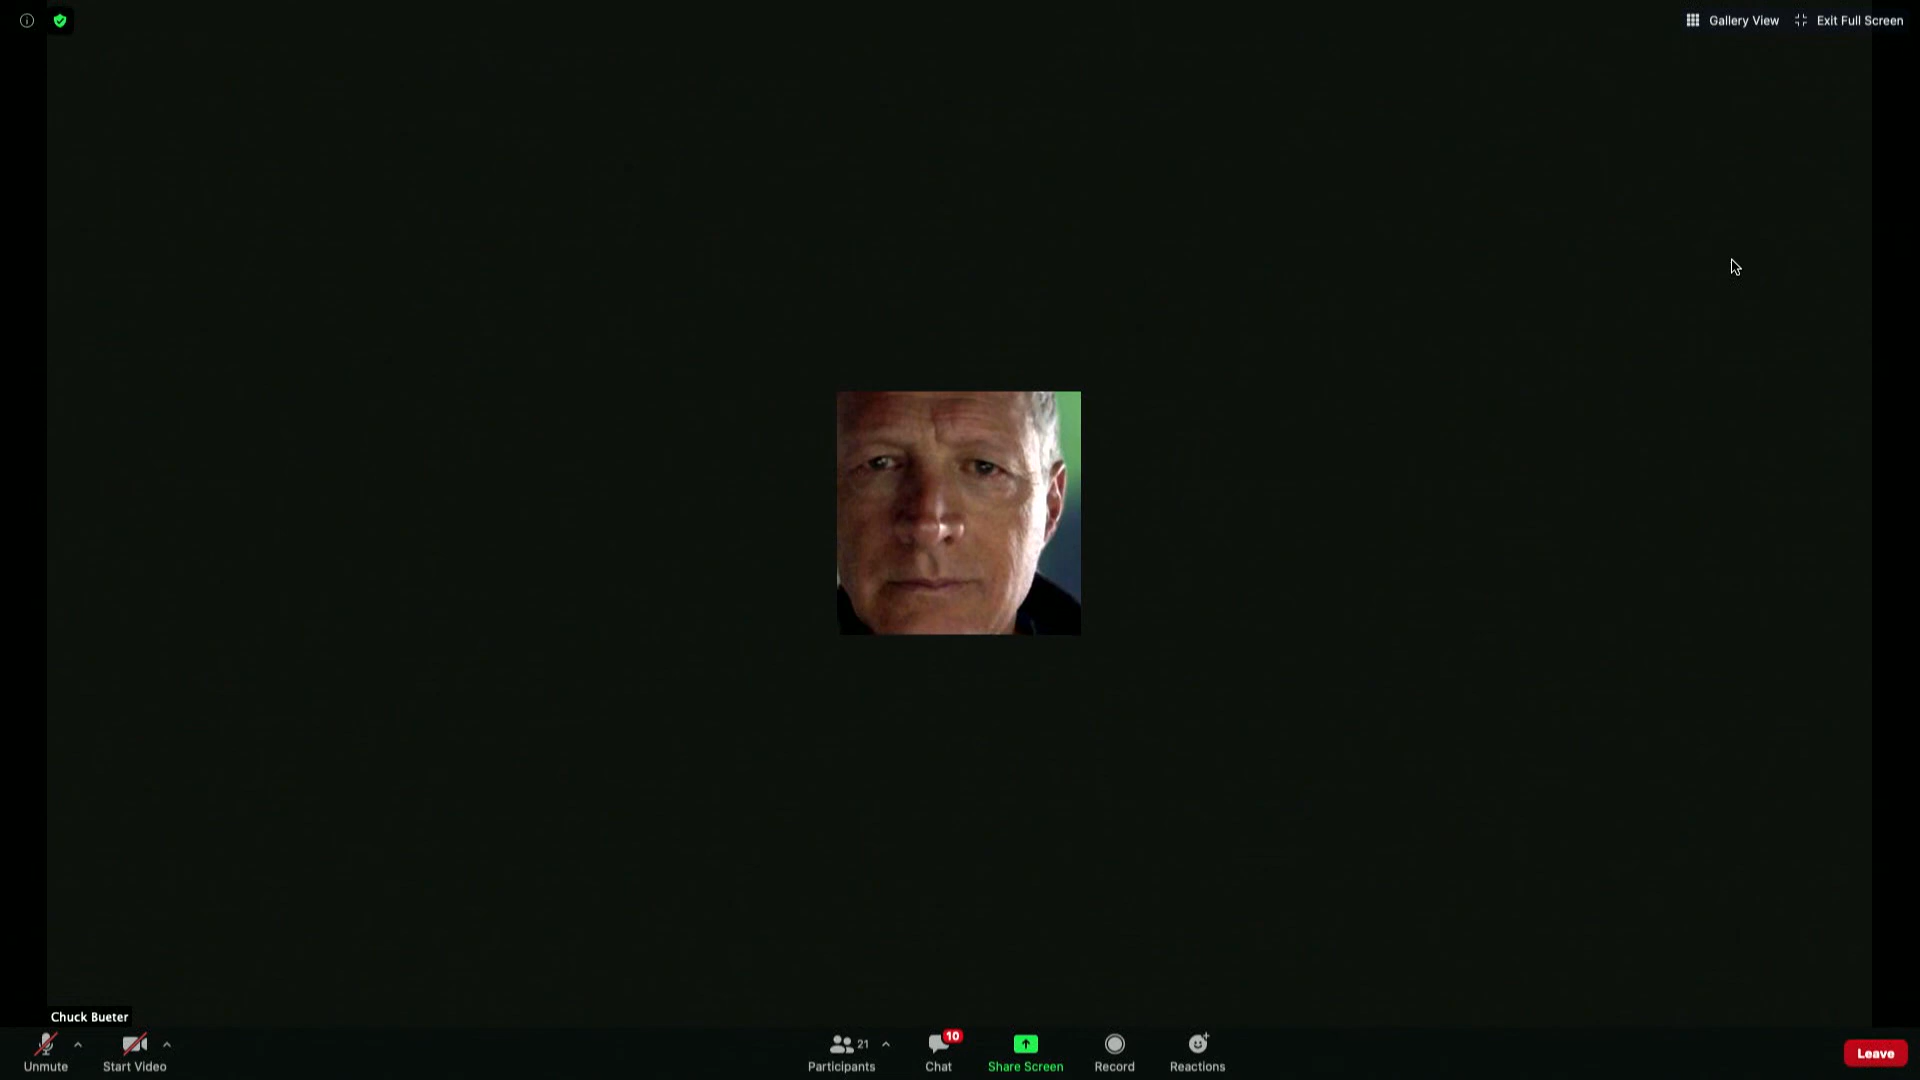 Gallery View
Exit Full Screen
Chuck Bueter
Unmute
Start Video
21
Participants
10
Chat
Share Screen
Record
Reactions
Leave